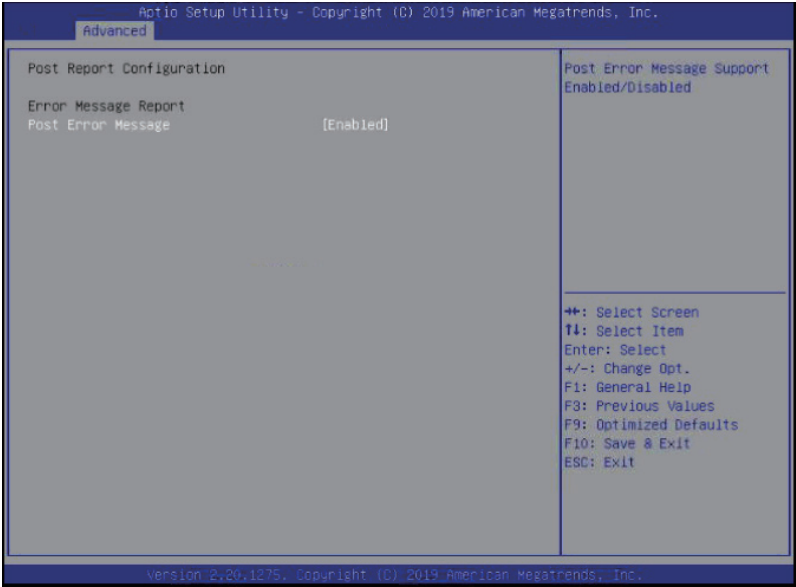 Aptio Setup Utility - Copyright (C) 2019 American Megatrends, Inc.
Advanced
Post Report Configuration
Error Message Report
Post Error Message [Enabled]
Post Error Message Support
Enabled/Disabled
→←: Select Screen
↑↓: Select Item
Enter: Select
+/-: Change Opt.
F1: General Help
F3: Previous Values
F9: Optimized Defaults
F10: Save & Exit
ESC: Exit
Version 2.20.1275. Copyright (C) 2019 American Megatrends, Inc.